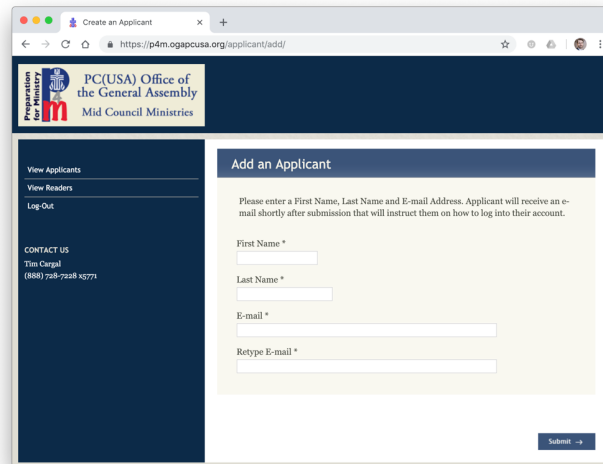 Create an Applicant
https://p4m.ogapcusa.org/applicant/add/
Preparation
for Ministry
P4M
PC(USA) Office of
the General Assembly
Mid Council Ministries
View Applicants
View Readers
Log-Out
CONTACT US
Tim Cargal
(888) 728-7228 x5771
Add an Applicant
Please enter a First Name, Last Name and E-mail Address. Applicant will receive an e-
mail shortly after submission that will instruct them on how to log into their account.
First Name *
Last Name *
E-mail *
Retype E-mail *
Submit →